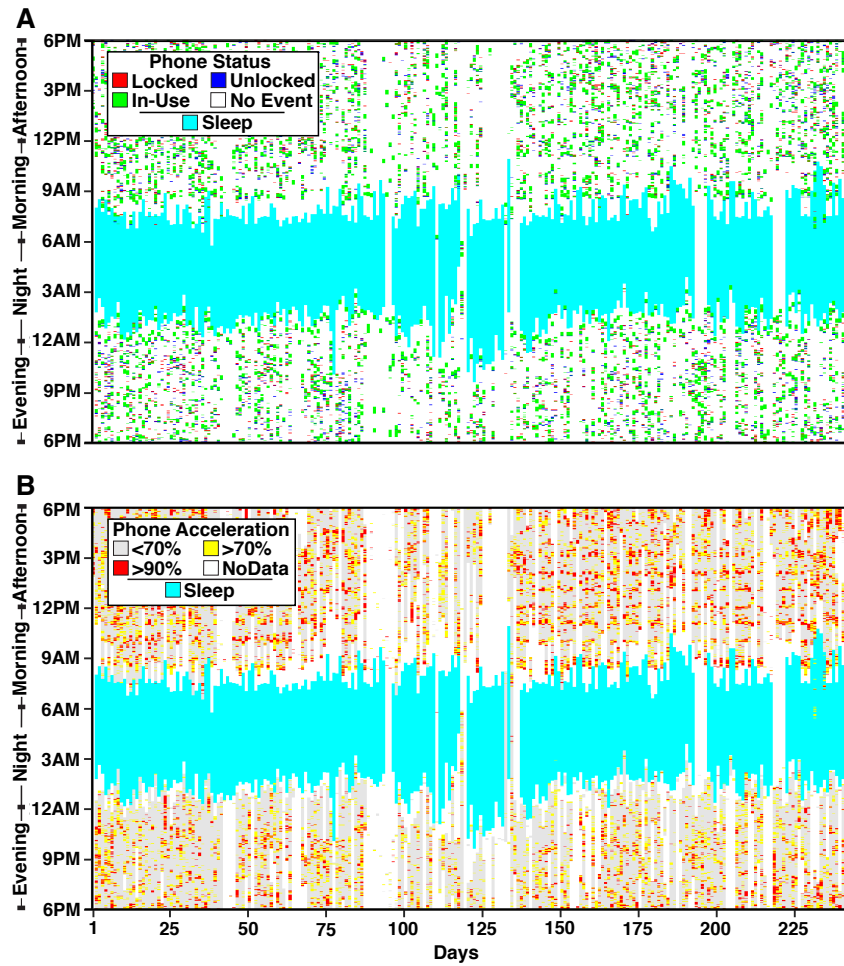 A
6PM
Phone Status
Locked
Unlocked
In-Use
No Event
Sleep
3PM
12PM
9AM
6AM
3AM
12AM
9PM
6PM
Evening
Night
Morning
Afternoon
B
6PM
Phone Acceleration
<70%
>70%
>90%
NoData
Sleep
3PM
12PM
9AM
6AM
3AM
12AM
9PM
6PM
Evening
Night
Morning
Afternoon
1 25 50 75 100 125 150 175 200 225
Days